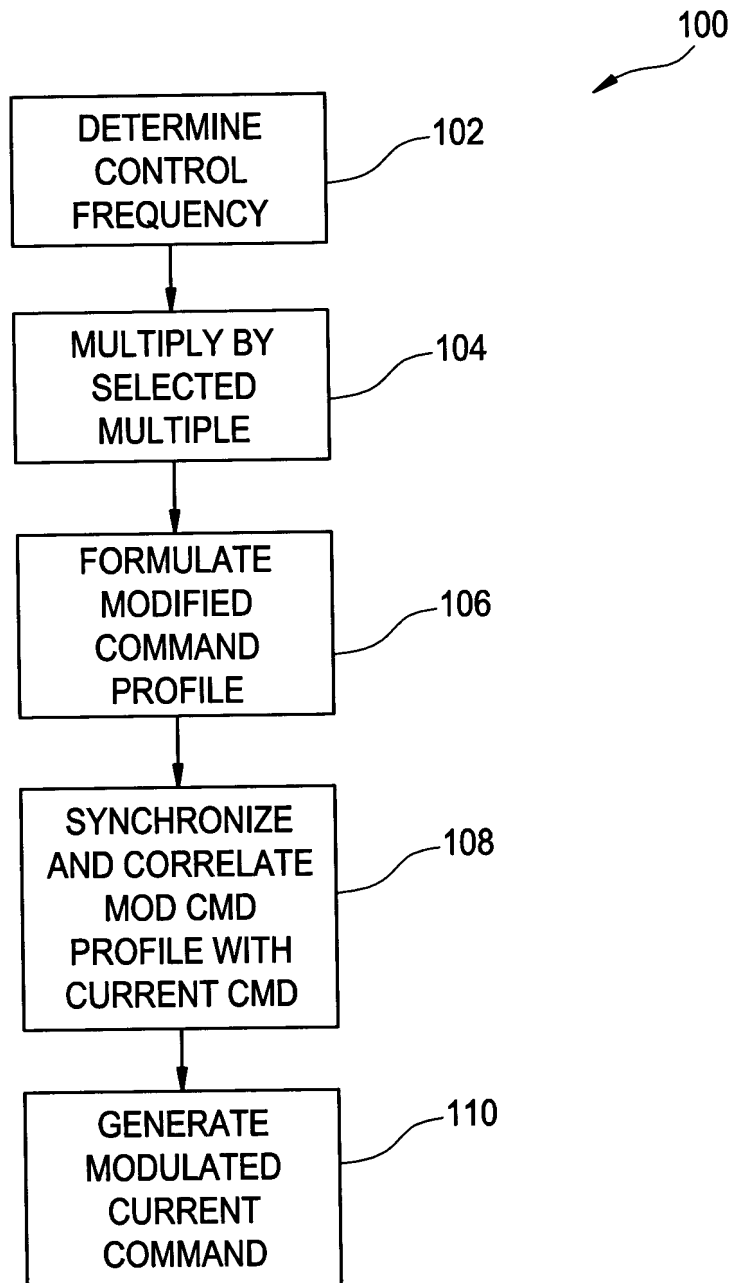 100
DETERMINE
CONTROL
FREQUENCY
102
MULTIPLY BY
SELECTED
MULTIPLE
104
FORMULATE
MODIFIED
COMMAND
PROFILE
106
SYNCHRONIZE
AND CORRELATE
MOD CMD
PROFILE WITH
CURRENT CMD
108
GENERATE
MODULATED
CURRENT
COMMAND
110